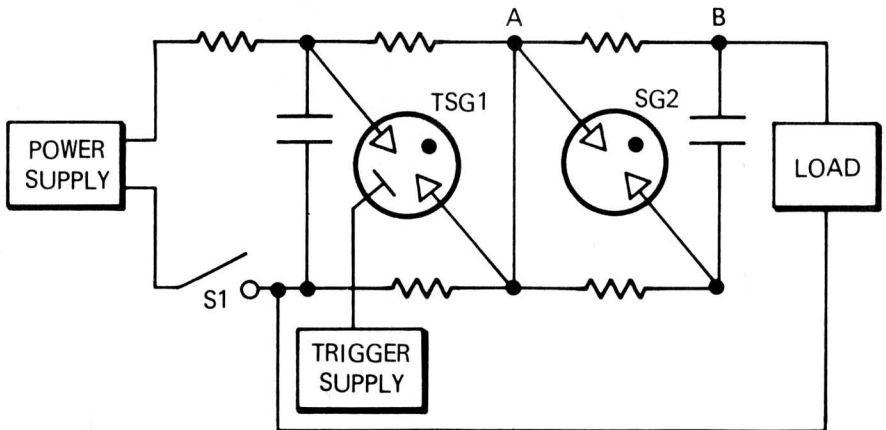 A
B
TSG1
SG2
POWER
SUPPLY
LOAD
S1
TRIGGER
SUPPLY